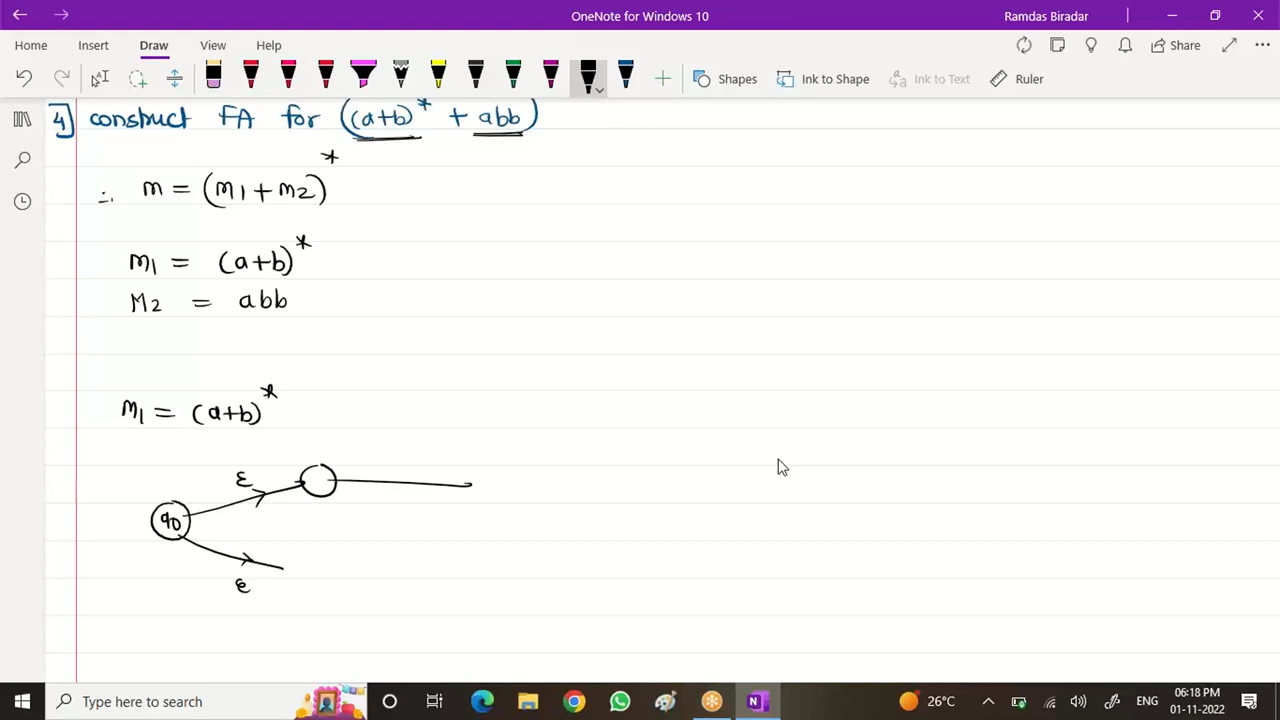 OneNote for Windows 10
Ramdas Biradar
Home Insert Draw View Help
Share
Shapes Ink to Shape Ink to Text Ruler
4] construct FA for ((a+b)* + abb)
∴ m = (m1 + m2)*
m1 = (a+b)*
M2 = abb
m1 = (a+b)*
ε
q0
ε
Type here to search
26°C
ENG
06:18 PM
01-11-2022